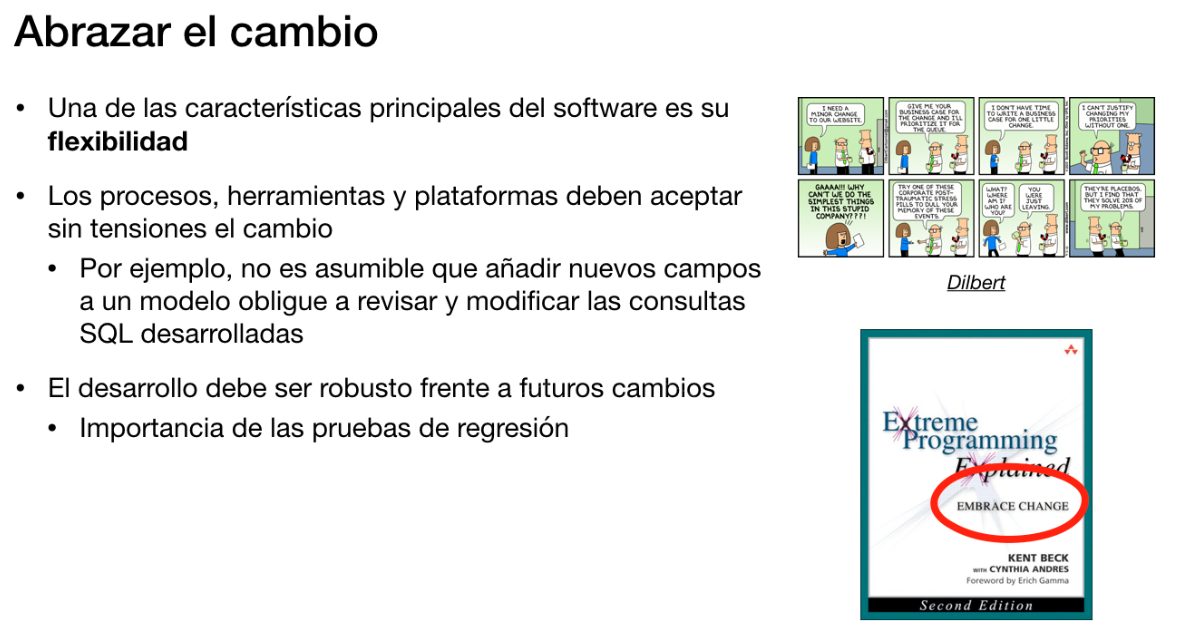 Abrazar el cambio
• Una de las características principales del software es su
flexibilidad
• Los procesos, herramientas y plataformas deben aceptar
sin tensiones el cambio
• Por ejemplo, no es asumible que añadir nuevos campos
a un modelo obligue a revisar y modificar las consultas
SQL desarrolladas
• El desarrollo debe ser robusto frente a futuros cambios
• Importancia de las pruebas de regresión
I NEED A
MINOR CHANGE
TO OUR WEBSITE.
GIVE ME YOUR
BUSINESS CASE FOR
THE CHANGE AND I'LL
PRIORITIZE IT FOR
THE QUEUE.
I DON'T HAVE TIME
TO WRITE A BUSINESS
CASE FOR ONE LITTLE
CHANGE.
I CAN'T JUSTIFY
CHANGING MY
PRIORITIES
WITHOUT ONE.
GAAAA!!! WHY
CAN'T WE DO THE
SIMPLEST THINGS
IN THIS STUPID
COMPANY???!
TRY ONE OF THESE
CORPORATE POST-
TRAUMATIC STRESS
PILLS TO DULL YOUR
MEMORY OF THESE
EVENTS.
WHAT?
WHERE
AM I?
WHO ARE
YOU?
YOU
WERE
JUST
LEAVING.
THEY'RE PLACEBOS.
BUT I FIND THAT
THEY SOLVE 20% OF
MY PROBLEMS.
Dilbert
Extreme
Programming
Explained
EMBRACE CHANGE
KENT BECK
WITH CYNTHIA ANDRES
Foreword by Erich Gamma
Second Edition